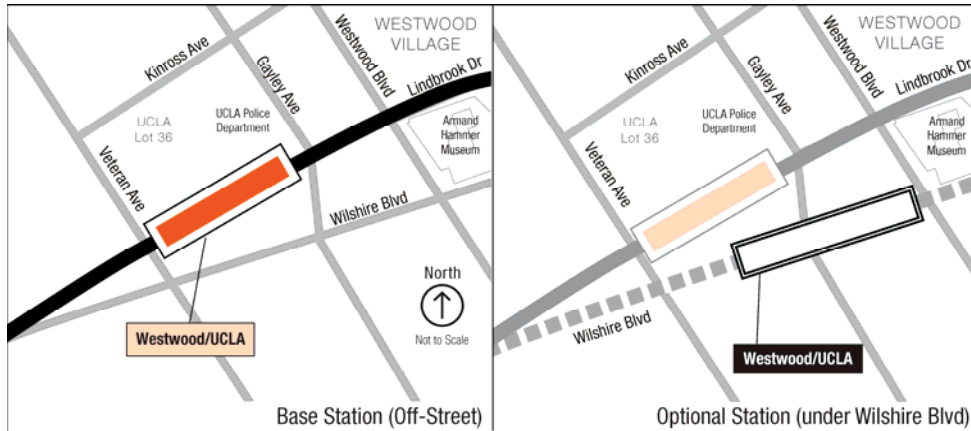 WESTWOOD
VILLAGE
Kinross Ave
Gayley Ave
Westwood Blvd
Lindbrook Dr
UCLA
Lot 36
UCLA Police
Department
Armand
Hammer
Museum
Veteran Ave
Wilshire Blvd
North
Not to Scale
Westwood/UCLA
Base Station (Off-Street)
WESTWOOD
VILLAGE
Kinross Ave
Gayley Ave
Westwood Blvd
Lindbrook Dr
UCLA
Lot 36
UCLA Police
Department
Armand
Hammer
Museum
Veteran Ave
Wilshire Blvd
Westwood/UCLA
Optional Station (under Wilshire Blvd)